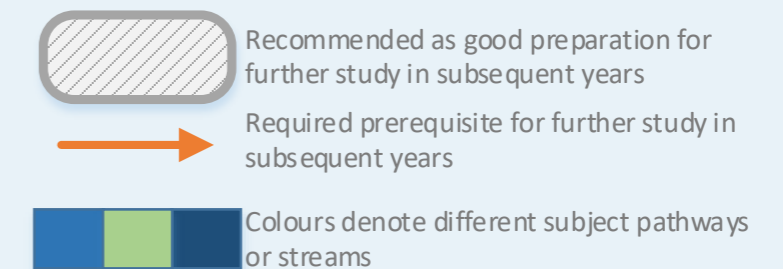 Recommended as good preparation for
further study in subsequent years
Required prerequisite for further study in
subsequent years
Colours denote different subject pathways
or streams